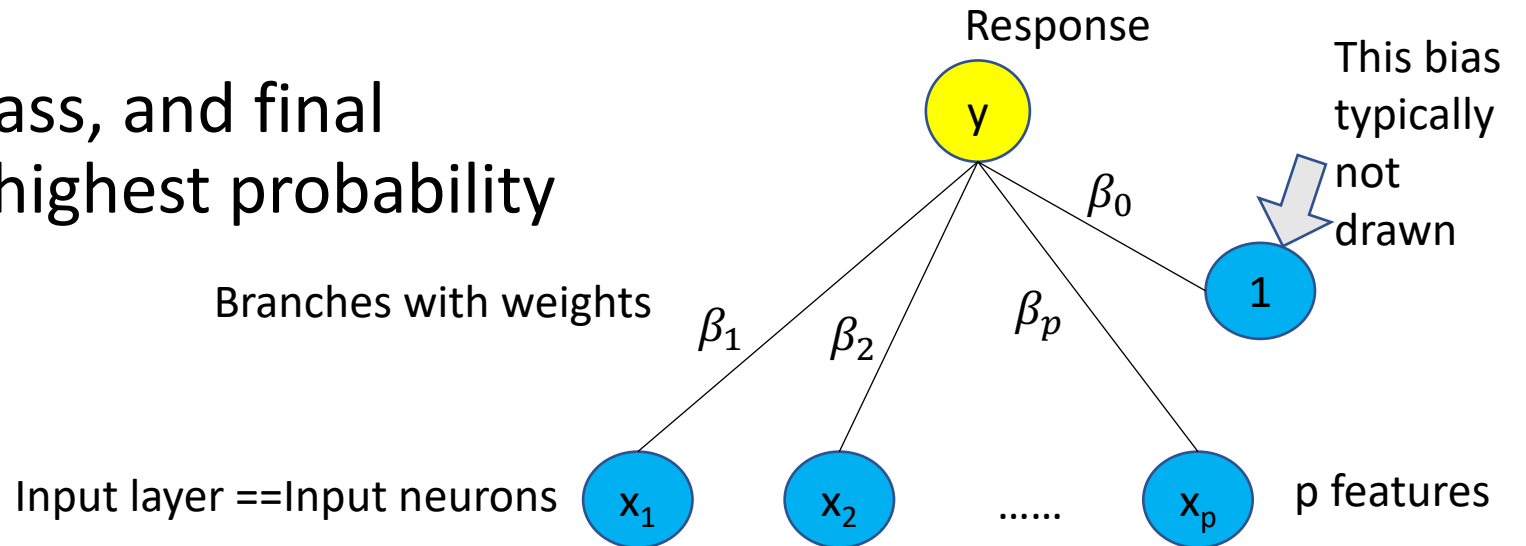 Response
This bias
typically
not
drawn
ass, and final
highest probability
y
β₀
1
Branches with weights
β₁
β₂
βₚ
Input layer ==Input neurons
x₁
x₂
......
xₚ
p features